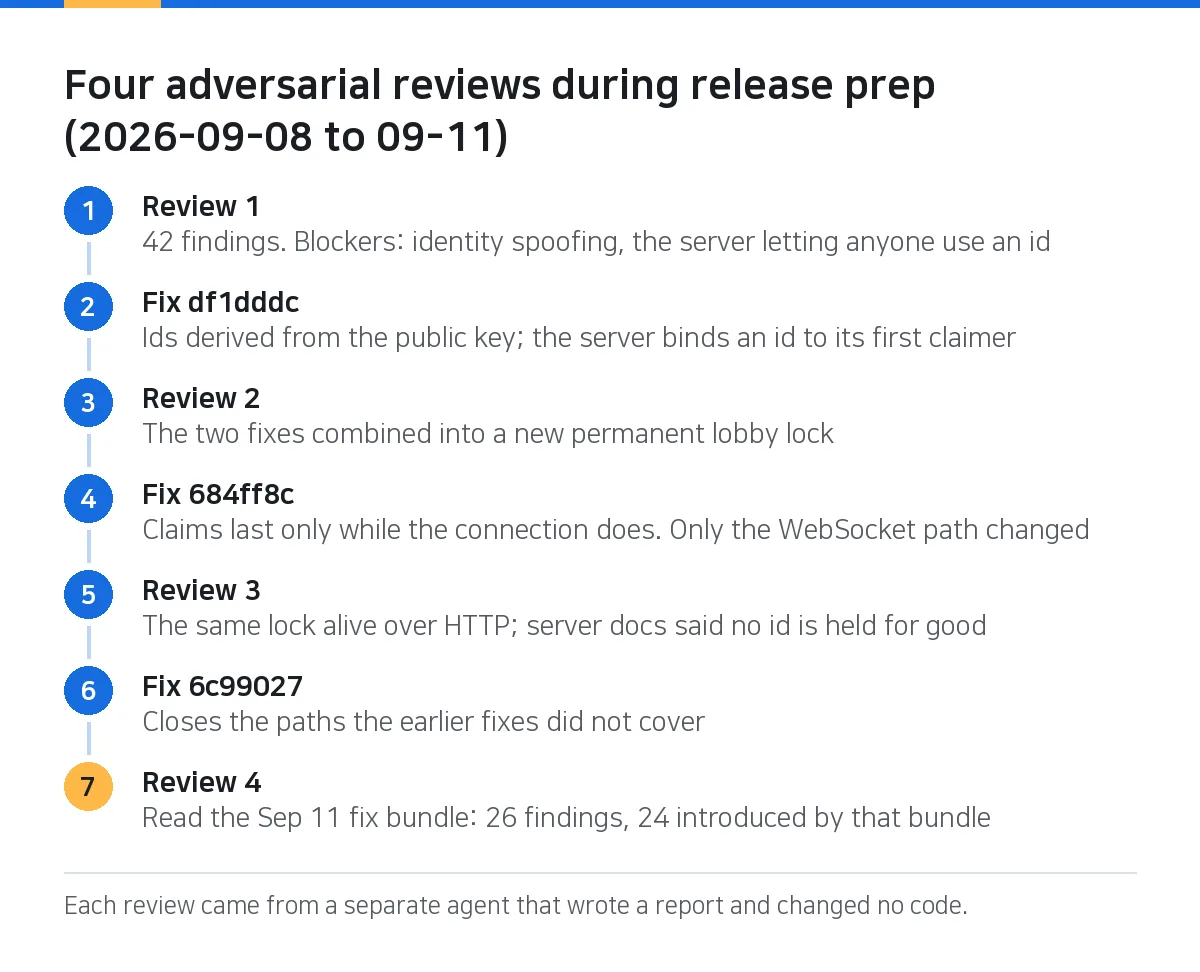 Four adversarial reviews during release prep
(2026-09-08 to 09-11)
1
Review 1
42 findings. Blockers: identity spoofing, the server letting anyone use an id
2
Fix df1dddc
Ids derived from the public key; the server binds an id to its first claimer
3
Review 2
The two fixes combined into a new permanent lobby lock
4
Fix 684ff8c
Claims last only while the connection does. Only the WebSocket path changed
5
Review 3
The same lock alive over HTTP; server docs said no id is held for good
6
Fix 6c99027
Closes the paths the earlier fixes did not cover
7
Review 4
Read the Sep 11 fix bundle: 26 findings, 24 introduced by that bundle
Each review came from a separate agent that wrote a report and changed no code.